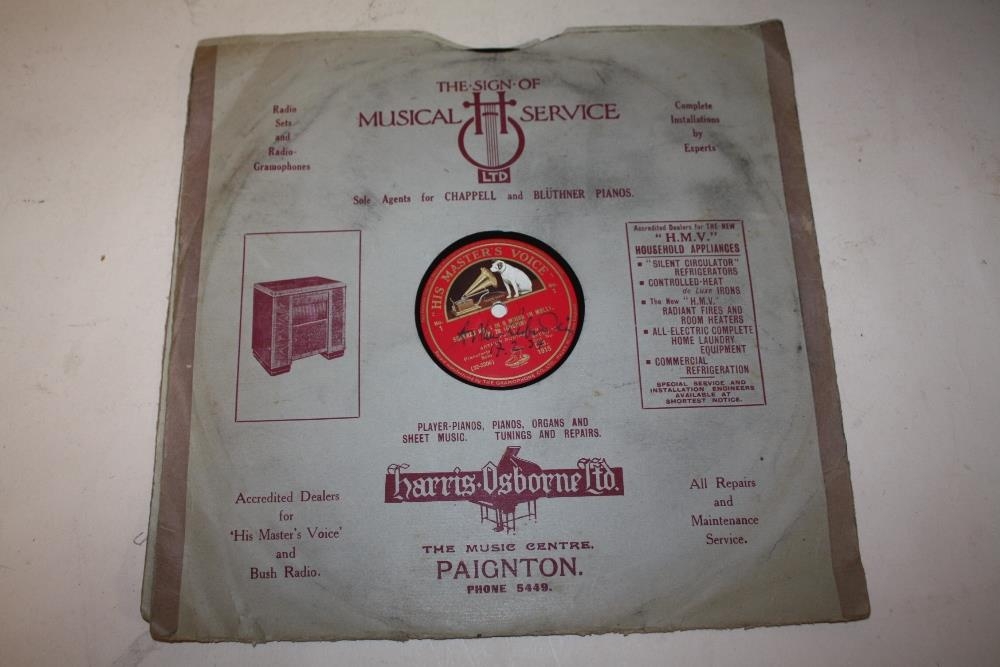 THE·SIGN·OF
MUSICAL SERVICE
H
LTD
Radio
Sets
and
Radio-
Gramophones
Complete
Installations
by
Experts
Sole Agents for CHAPPELL and BLÜTHNER PIANOS.
"HIS MASTER'S VOICE"
No.
1
No.
1
1915
Accredited Dealers for THE NEW
"H.M.V."
HOUSEHOLD APPLIANCES
"SILENT CIRCULATOR"
REFRIGERATORS
CONTROLLED-HEAT
de Luxe IRONS
The New "H.M.V."
RADIANT FIRES AND
ROOM HEATERS
ALL-ELECTRIC COMPLETE
HOME LAUNDRY
EQUIPMENT
COMMERCIAL
REFRIGERATION
SPECIAL SERVICE AND
INSTALLATION ENGINEERS
AVAILABLE AT
SHORTEST NOTICE.
PLAYER-PIANOS, PIANOS, ORGANS AND
SHEET MUSIC. TUNINGS AND REPAIRS.
Harris·Osborne Ltd.
Accredited Dealers
for
'His Master's Voice'
and
Bush Radio.
All Repairs
and
Maintenance
Service.
THE MUSIC CENTRE,
PAIGNTON.
PHONE 5449.